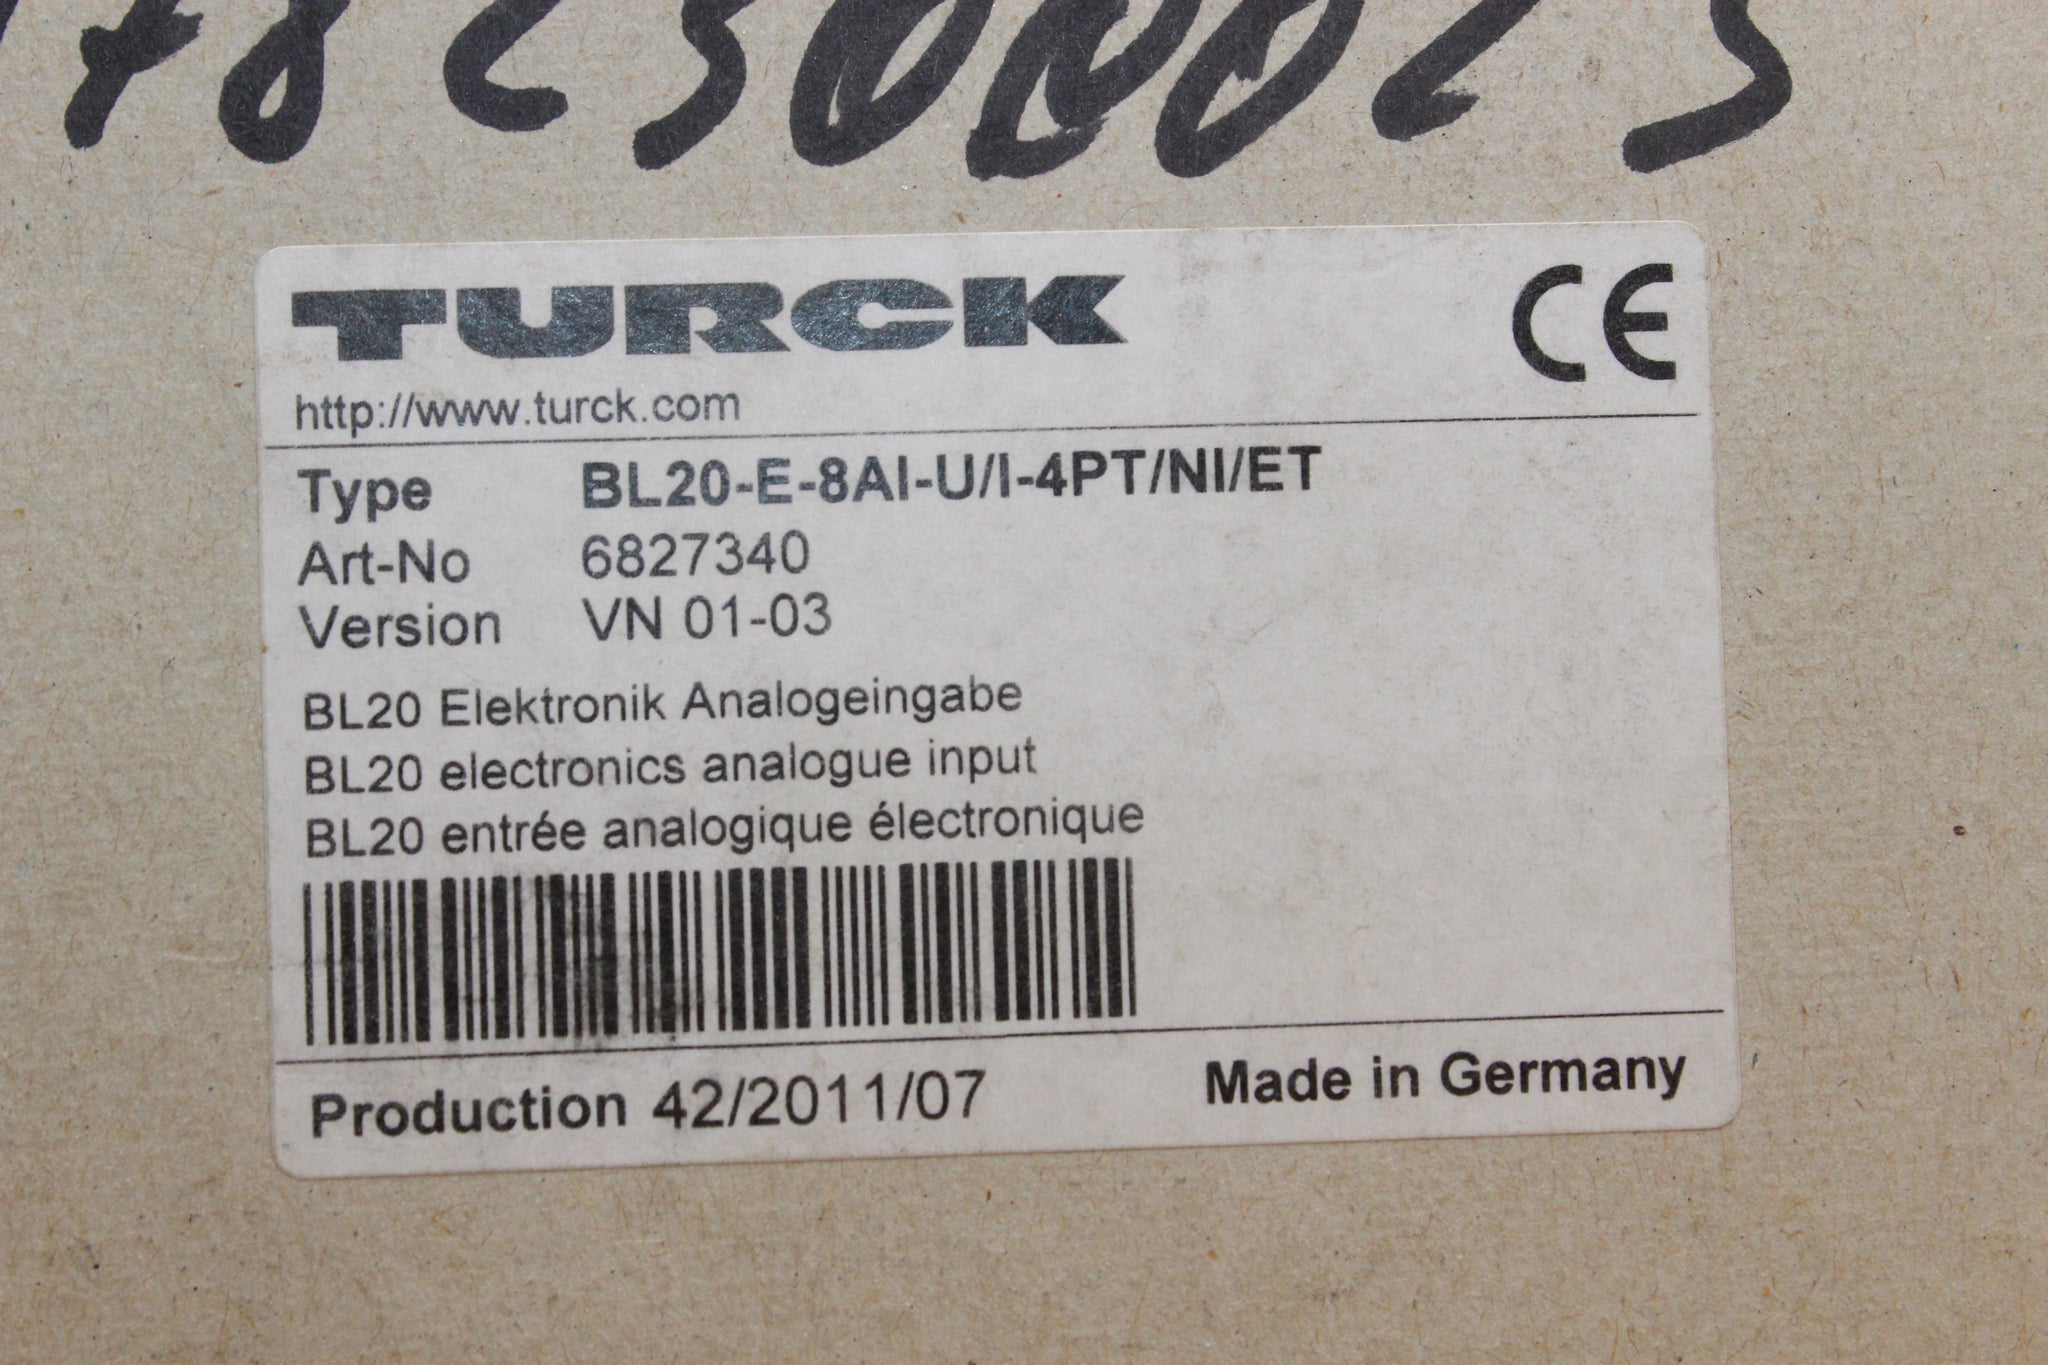 TURCK
CE
http://www.turck.com
Type BL20-E-8AI-U/I-4PT/NI/ET
Art-No 6827340
Version VN 01-03
BL20 Elektronik Analogeingabe
BL20 electronics analogue input
BL20 entrée analogique électronique
Production 42/2011/07 Made in Germany